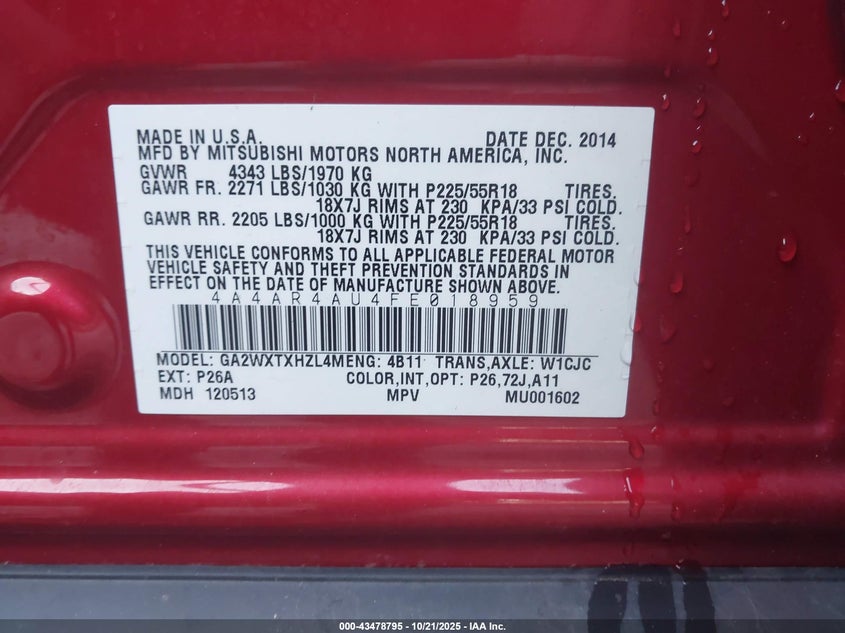 MADE IN U.S.A. DATE DEC. 2014
MFD BY MITSUBISHI MOTORS NORTH AMERICA, INC.
GVWR 4343 LBS/1970 KG
GAWR FR. 2271 LBS/1030 KG WITH P225/55R18 TIRES.
18X7J RIMS AT 230 KPA/33 PSI COLD.
GAWR RR. 2205 LBS/1000 KG WITH P225/55R18 TIRES.
18X7J RIMS AT 230 KPA/33 PSI COLD.
THIS VEHICLE CONFORMS TO ALL APPLICABLE FEDERAL MOTOR
VEHICLE SAFETY AND THEFT PREVENTION STANDARDS IN
EFFECT ON THE DATE OF MANUFACTURE SHOWN ABOVE.
4A4AR4AU4FE018959
MODEL: GA2WXTXHZL4MENG: 4B11 TRANS,AXLE: W1CJC
EXT: P26A COLOR,INT,OPT: P26,72J,A11
MDH 120513 MPV MU001602
000-43478795 - 10/21/2025 - IAA Inc.